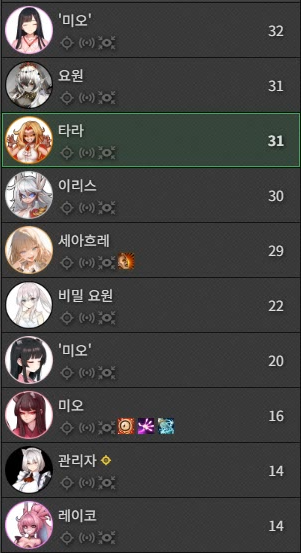 '미오' 32
요원 31
타라 31
이리스 30
세아흐레 29
비밀 요원 22
'미오' 20
미오 16
관리자 14
레이코 14